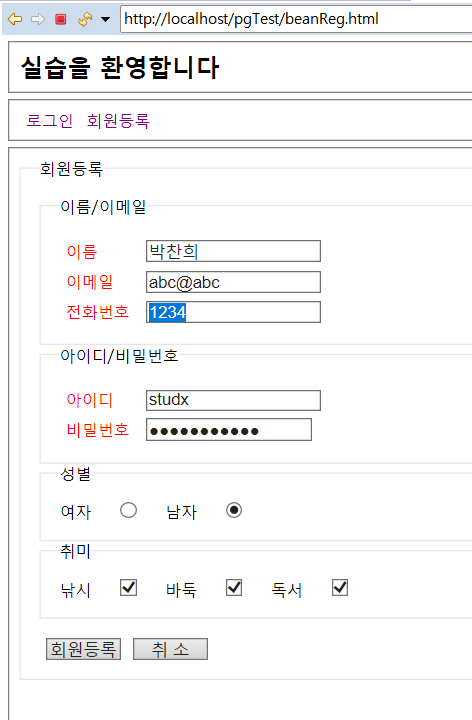 http://localhost/pgTest/beanReg.html
실습을 환영합니다
로그인 회원등록
회원등록
이름/이메일
이름 박찬희
이메일 abc@abc
전화번호 1234
아이디/비밀번호
아이디 studx
비밀번호 ●●●●●●●●●●●
성별
여자 남자
취미
낚시 바둑 독서
회원등록 취 소